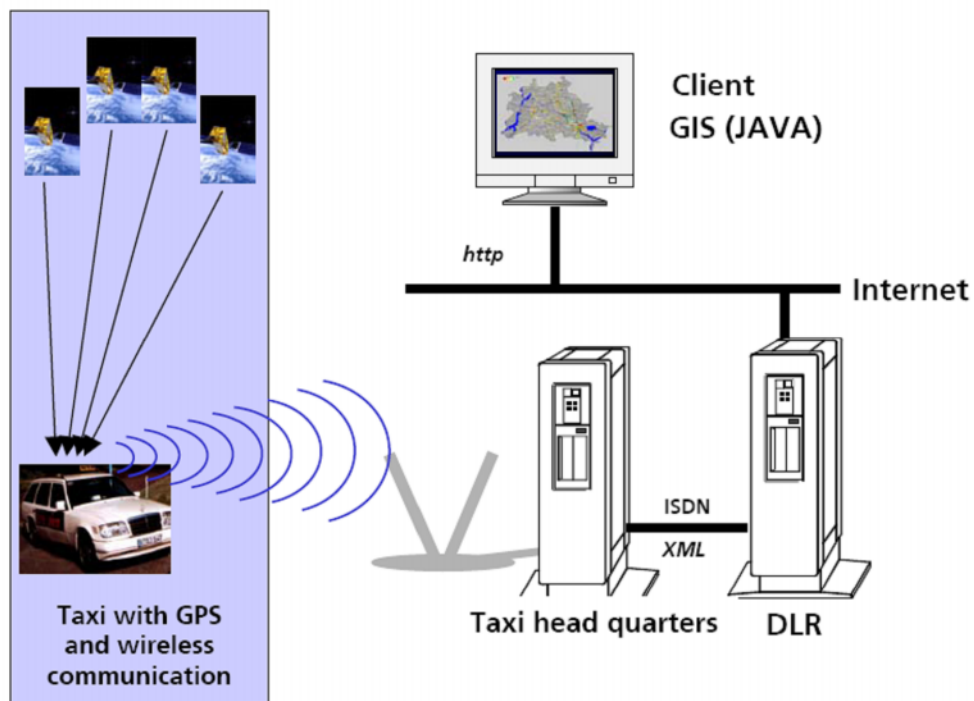 Client
GIS (JAVA)
http
Internet
ISDN
XML
Taxi with GPS
and wireless
communication
Taxi head quarters
DLR